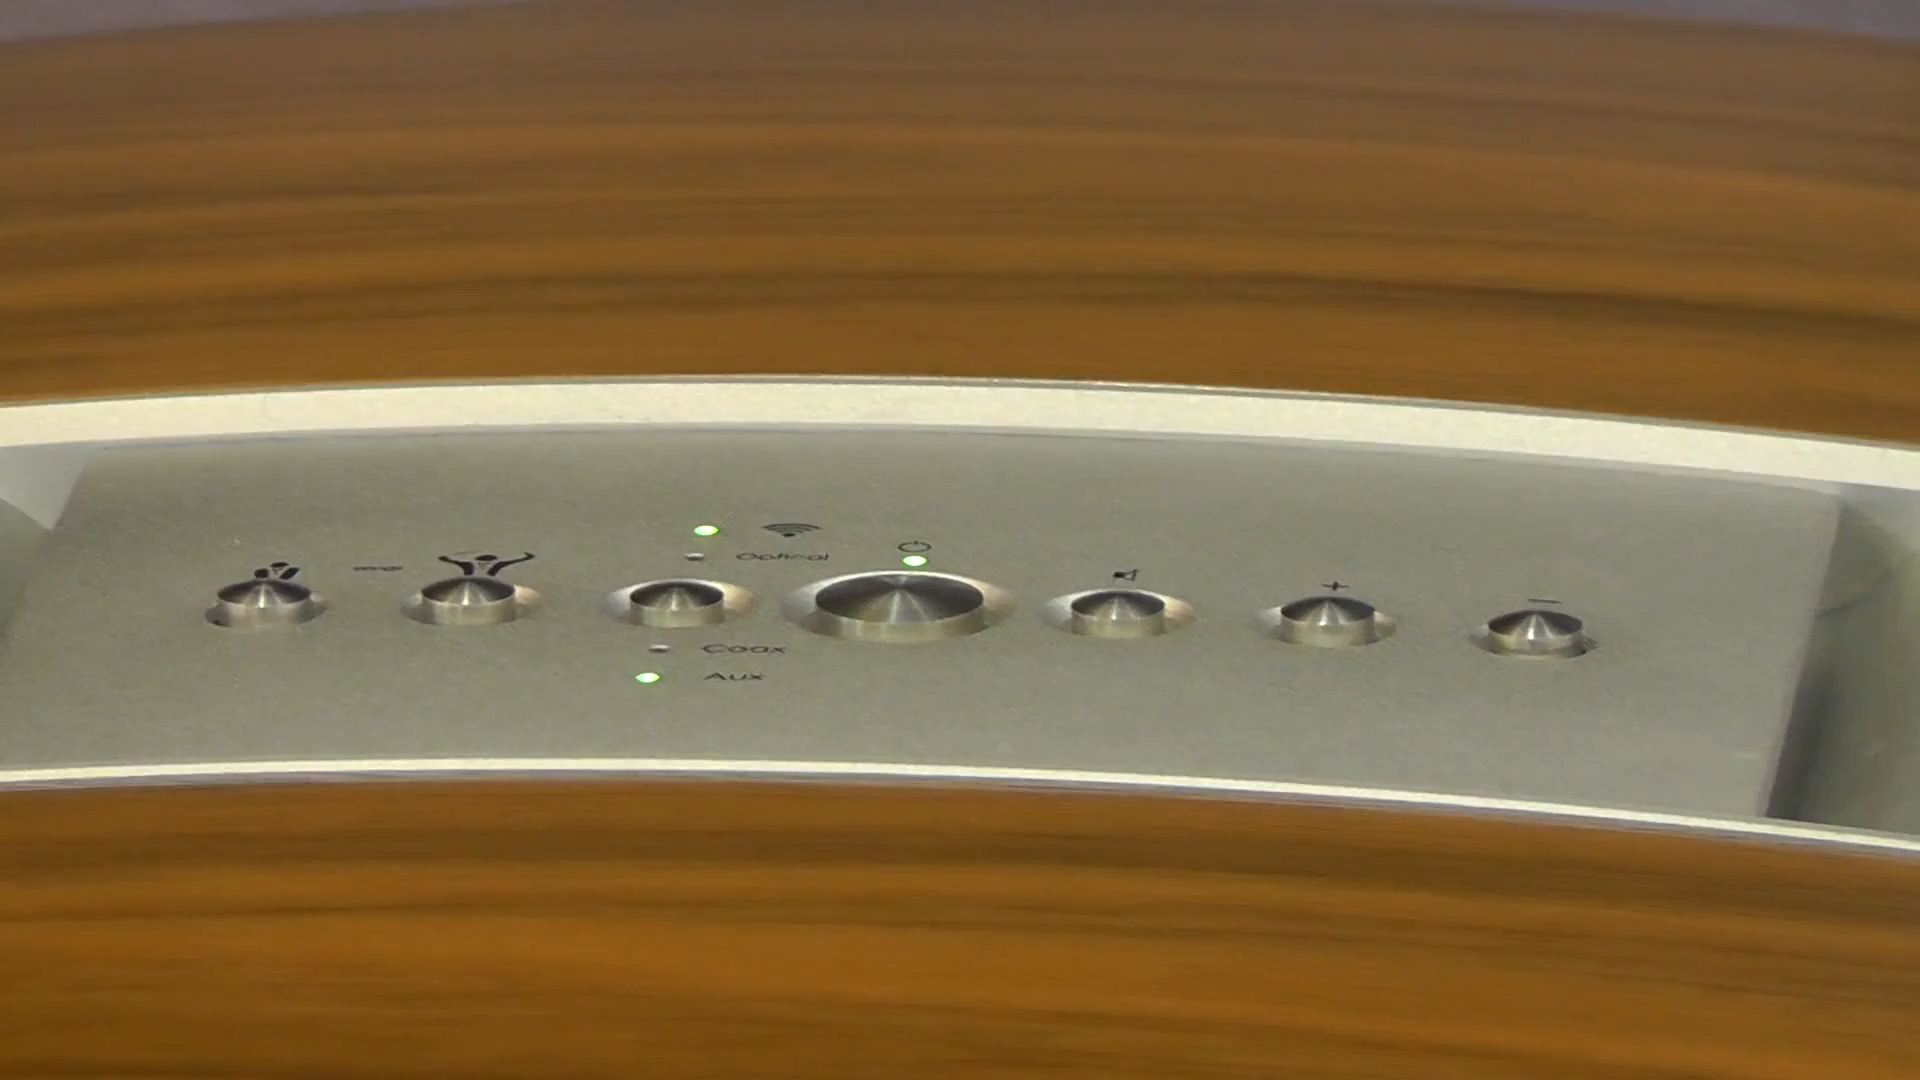 Optical
+
-
Coax
Aux